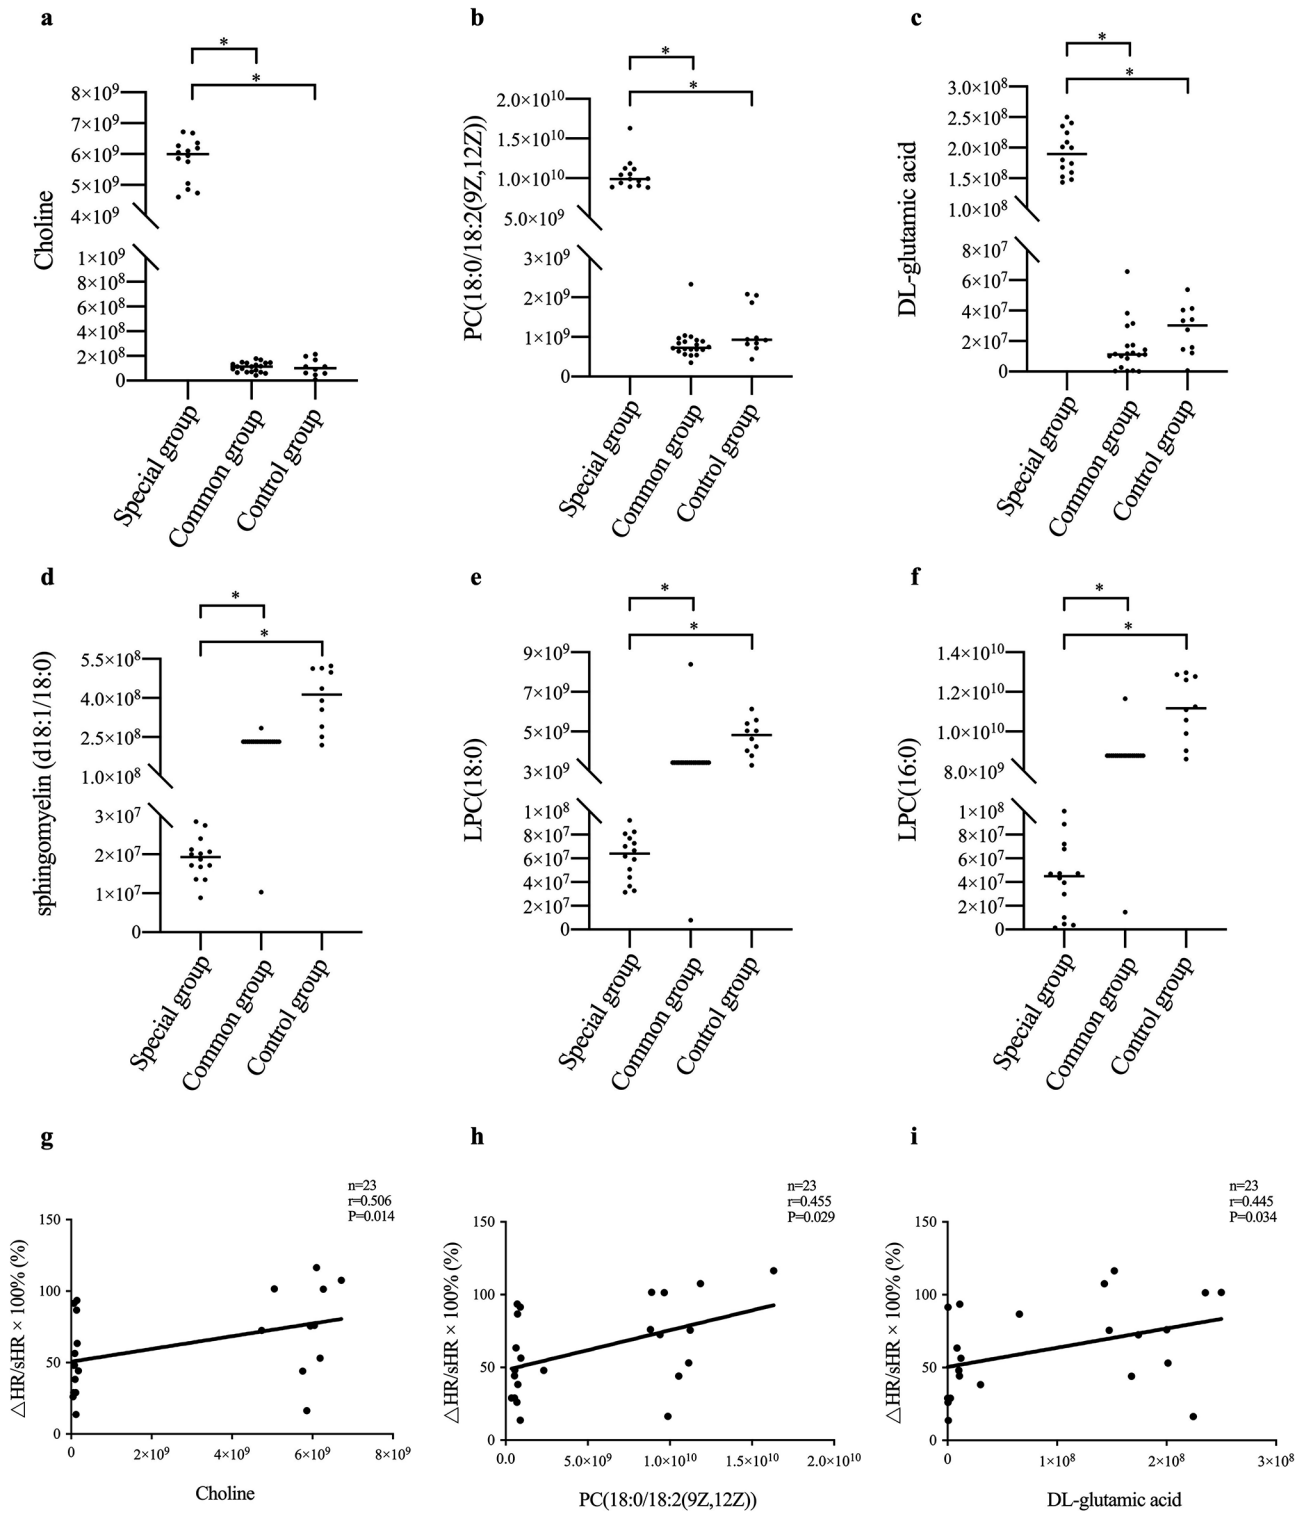 a
*
*
8×10⁹
7×10⁹
6×10⁹
5×10⁹
4×10⁹
1×10⁹
8×10⁸
6×10⁸
4×10⁸
2×10⁸
0
Choline
Special group
Common group
Control group
b
*
*
2.0×10¹⁰
1.5×10¹⁰
1.0×10¹⁰
5.0×10⁹
3×10⁹
2×10⁹
1×10⁹
0
PC(18:0/18:2(9Z,12Z))
Special group
Common group
Control group
c
*
*
3.0×10⁸
2.5×10⁸
2.0×10⁸
1.5×10⁸
1.0×10⁸
8×10⁷
6×10⁷
4×10⁷
2×10⁷
0
DL-glutamic acid
Special group
Common group
Control group
d
*
*
5.5×10⁸
4.0×10⁸
2.5×10⁸
1.0×10⁸
3×10⁷
2×10⁷
1×10⁷
0
sphingomyelin (d18:1/18:0)
Special group
Common group
Control group
e
*
*
9×10⁹
7×10⁹
5×10⁹
3×10⁹
1×10⁸
8×10⁷
6×10⁷
4×10⁷
2×10⁷
0
LPC(18:0)
Special group
Common group
Control group
f
*
*
1.4×10¹⁰
1.2×10¹⁰
1.0×10¹⁰
8.0×10⁹
1×10⁸
8×10⁷
6×10⁷
4×10⁷
2×10⁷
0
LPC(16:0)
Special group
Common group
Control group
g
n=23
r=0.506
P=0.014
150
100
50
0
△HR/sHR × 100% (%)
0
2×10⁹
4×10⁹
6×10⁹
8×10⁹
Choline
h
n=23
r=0.455
P=0.029
150
100
50
0
△HR/sHR × 100% (%)
0.0
5.0×10⁹
1.0×10¹⁰
1.5×10¹⁰
2.0×10¹⁰
PC(18:0/18:2(9Z,12Z))
i
n=23
r=0.445
P=0.034
150
100
50
0
△HR/sHR × 100% (%)
0
1×10⁸
2×10⁸
3×10⁸
DL-glutamic acid